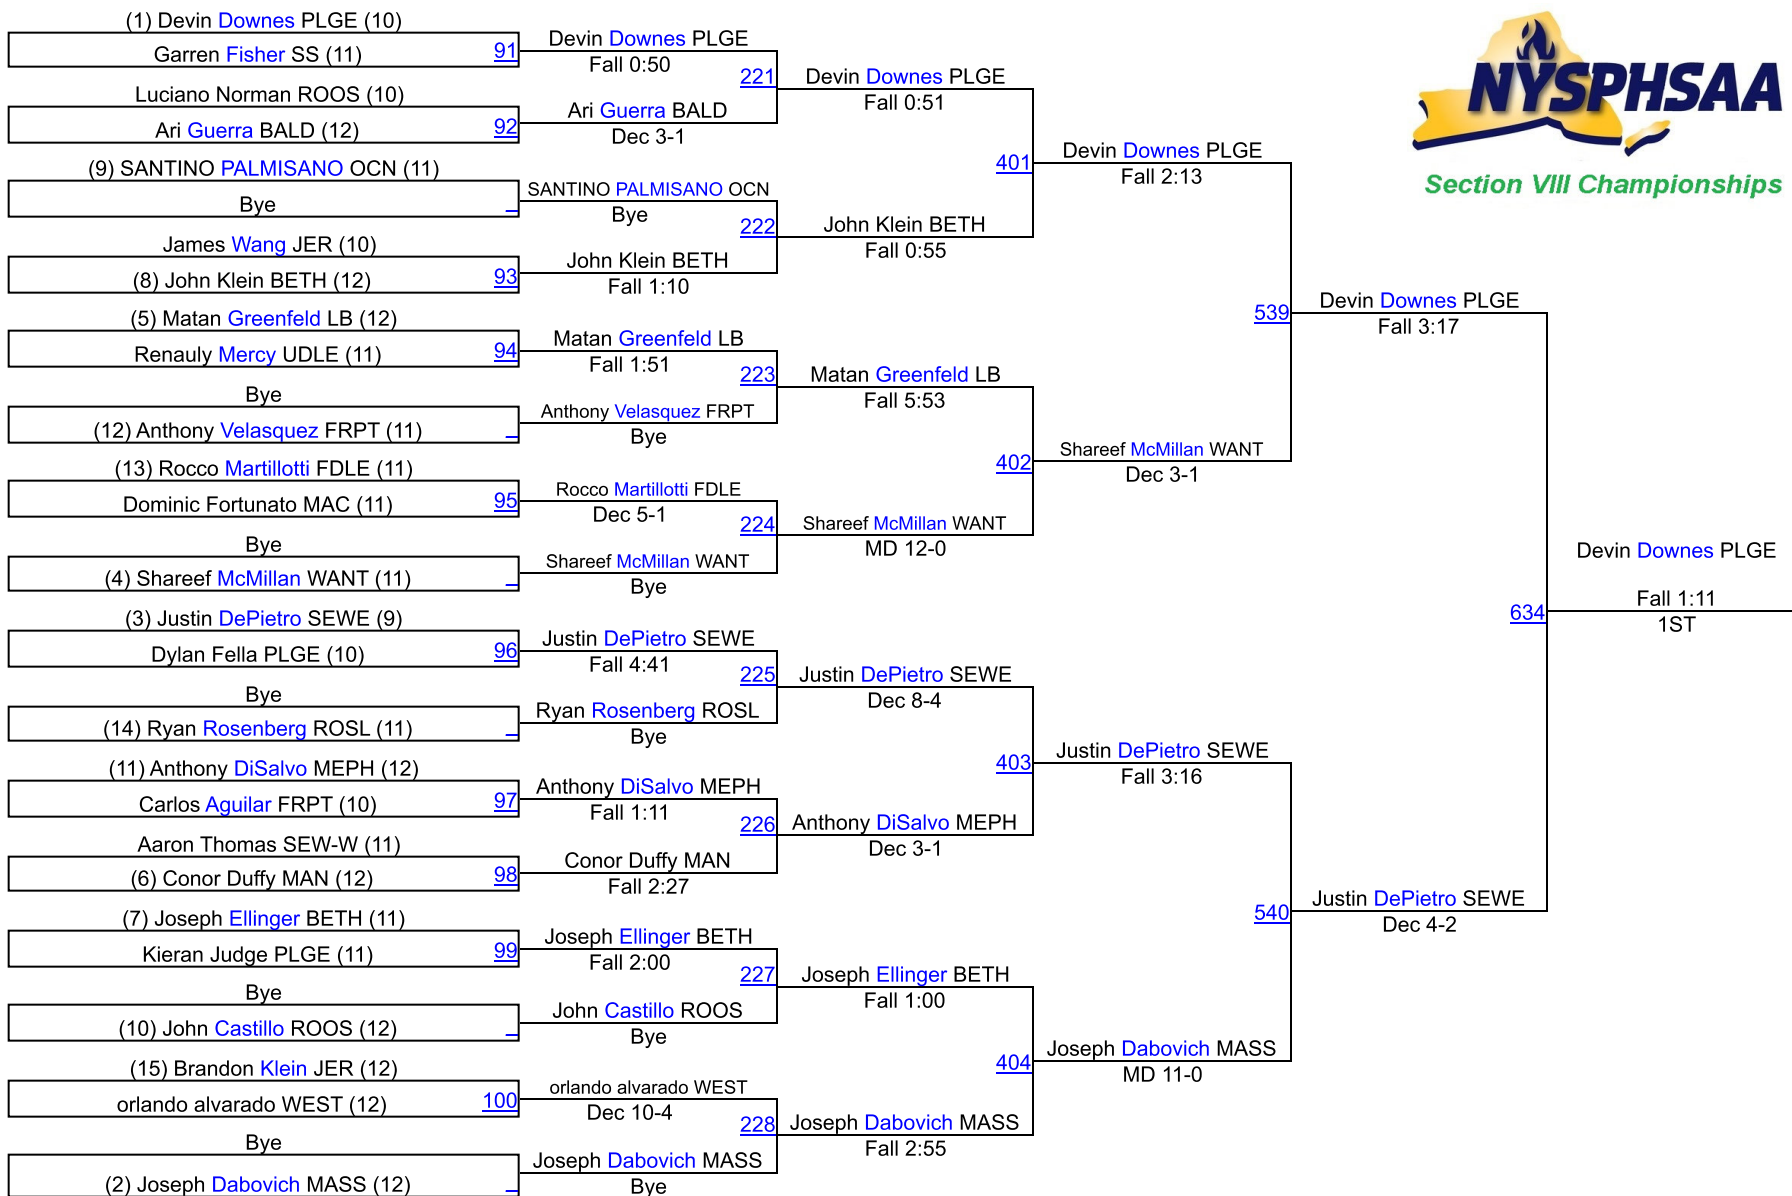 (1) Devin Downes PLGE (10)
Garren Fisher SS (11)
91
Luciano Norman ROOS (10)
Ari Guerra BALD (12)
92
(9) SANTINO PALMISANO OCN (11)
Bye
James Wang JER (10)
(8) John Klein BETH (12)
93
(5) Matan Greenfeld LB (12)
Renauly Mercy UDLE (11)
94
Bye
(12) Anthony Velasquez FRPT (11)
(13) Rocco Martillotti FDLE (11)
Dominic Fortunato MAC (11)
95
Bye
(4) Shareef McMillan WANT (11)
(3) Justin DePietro SEWE (9)
Dylan Fella PLGE (10)
96
Bye
(14) Ryan Rosenberg ROSL (11)
(11) Anthony DiSalvo MEPH (12)
Carlos Aguilar FRPT (10)
97
Aaron Thomas SEW-W (11)
(6) Conor Duffy MAN (12)
98
(7) Joseph Ellinger BETH (11)
Kieran Judge PLGE (11)
99
Bye
(10) John Castillo ROOS (12)
(15) Brandon Klein JER (12)
orlando alvarado WEST (12)
100
Bye
(2) Joseph Dabovich MASS (12)
Devin Downes PLGE
Fall 0:50
221
Ari Guerra BALD
Dec 3-1
SANTINO PALMISANO OCN
Bye
222
John Klein BETH
Fall 1:10
Matan Greenfeld LB
Fall 1:51
223
Anthony Velasquez FRPT
Bye
Rocco Martillotti FDLE
Dec 5-1
224
Shareef McMillan WANT
Bye
Justin DePietro SEWE
Fall 4:41
225
Ryan Rosenberg ROSL
Bye
Anthony DiSalvo MEPH
Fall 1:11
226
Conor Duffy MAN
Fall 2:27
Joseph Ellinger BETH
Fall 2:00
227
John Castillo ROOS
Bye
orlando alvarado WEST
Dec 10-4
228
Joseph Dabovich MASS
Bye
Devin Downes PLGE
Fall 0:51
401
John Klein BETH
Fall 0:55
Matan Greenfeld LB
Fall 5:53
402
Shareef McMillan WANT
MD 12-0
Justin DePietro SEWE
Dec 8-4
403
Anthony DiSalvo MEPH
Dec 3-1
Joseph Ellinger BETH
Fall 1:00
404
Joseph Dabovich MASS
Fall 2:55
Devin Downes PLGE
Fall 2:13
539
Shareef McMillan WANT
Dec 3-1
Justin DePietro SEWE
Fall 3:16
540
Joseph Dabovich MASS
MD 11-0
Devin Downes PLGE
Fall 3:17
634
Justin DePietro SEWE
Dec 4-2
Devin Downes PLGE
Fall 1:11
1ST
NYSPHSAA
Section VIII Championships